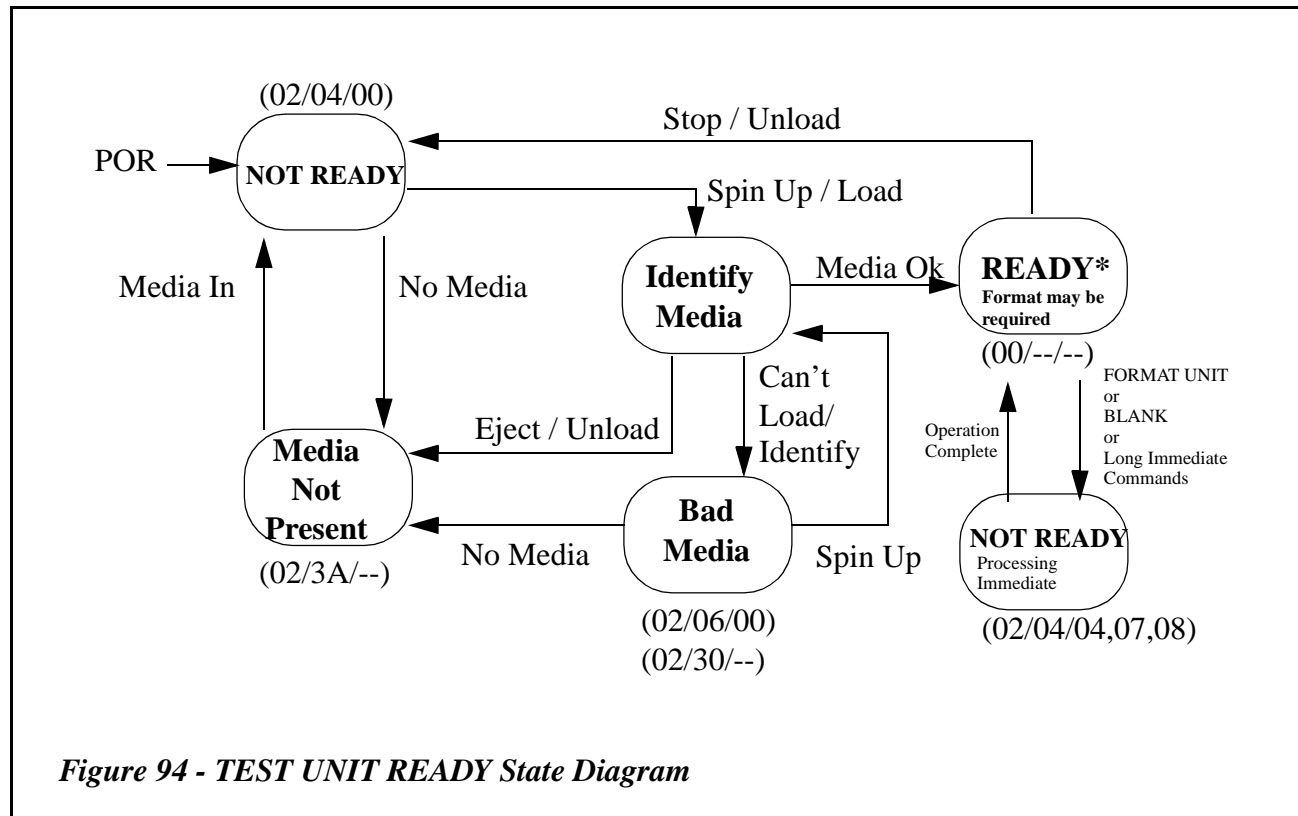 (02/04/00)
Stop / Unload
POR
NOT READY
Spin Up / Load
Media In
No Media
Identify
Media
Media Ok
READY*
Format may be
required
(00/--/--)
Can't
Load/
Identify
FORMAT UNIT
or
BLANK
or
Long Immediate
Commands
Operation
Complete
Eject / Unload
Media
Not
Present
(02/3A/--)
No Media
Bad
Media
Spin Up
(02/06/00)
(02/30/--)
NOT READY
Processing
Immediate
(02/04/04,07,08)
Figure 94 - TEST UNIT READY State Diagram